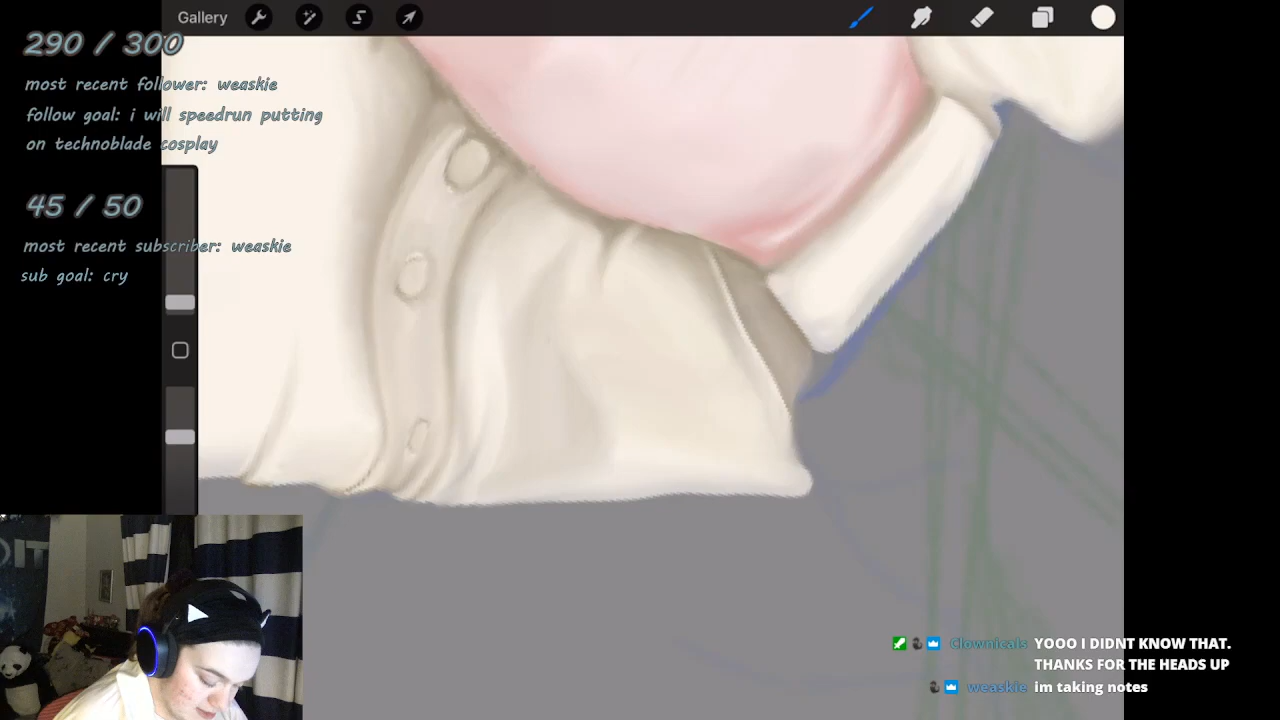 Gallery
290 / 300
most recent follower: weaskie
follow goal: i will speedrun putting
on technoblade cosplay
45 / 50
most recent subscriber: weaskie
sub goal: cry
Clownicals YOOO I DIDNT KNOW THAT.
THANKS FOR THE HEADS UP
weaskie im taking notes